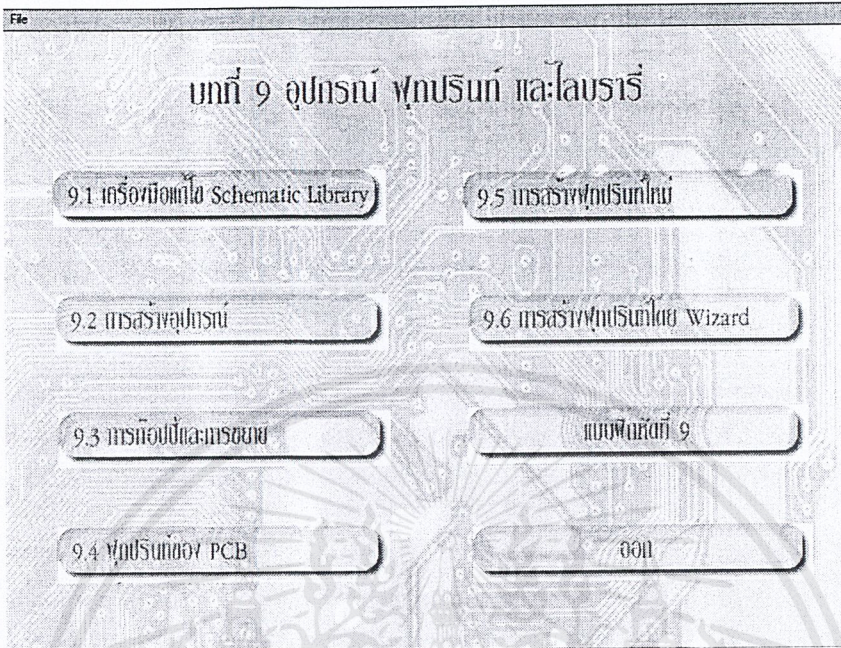 File
บทที่ 9 อุปกรณ์ ฟุทปรินท์ และไลบรารี่
9.1 เครื่องมือแก้ไข Schematic Library
9.2 การสร้างอุปกรณ์
9.3 การก๊อปปี้และการขยาย
9.4 ฟุทปรินท์ของ PCB
9.5 การสร้างฟุทปรินท์ใหม่
9.6 การสร้างฟุทปรินท์โดย Wizard
แบบฝึกหัดที่ 9
ออก